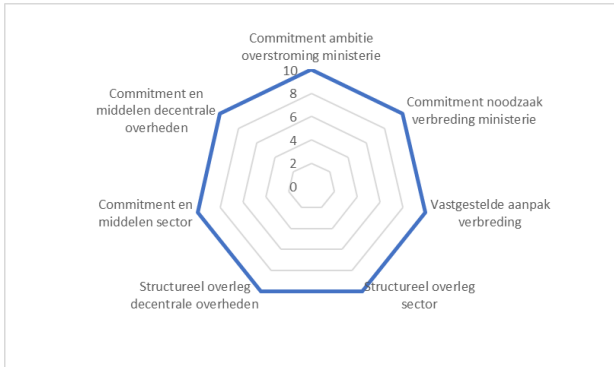 Commitment ambitie
overstroming ministerie
10
8
6
4
2
0
Commitment noodzaak
verbreding ministerie
Vastgestelde aanpak
verbreding
Structureel overleg
sector
Structureel overleg
decentrale overheden
Commitment en
middelen sector
Commitment en
middelen decentrale
overheden